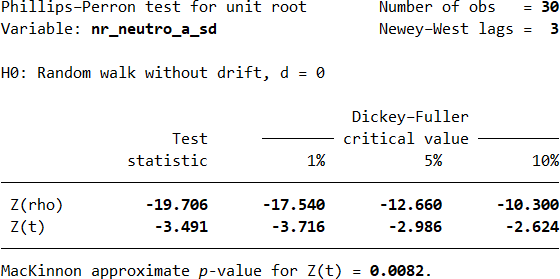 Phillips–Perron test for unit root Number of obs = 30
Variable: nr_neutro_a_sd Newey–West lags = 3
H0: Random walk without drift, d = 0
Dickey–Fuller
Test critical value
statistic 1% 5% 10%
Z(rho) -19.706 -17.540 -12.660 -10.300
Z(t) -3.491 -3.716 -2.986 -2.624
MacKinnon approximate p-value for Z(t) = 0.0082.